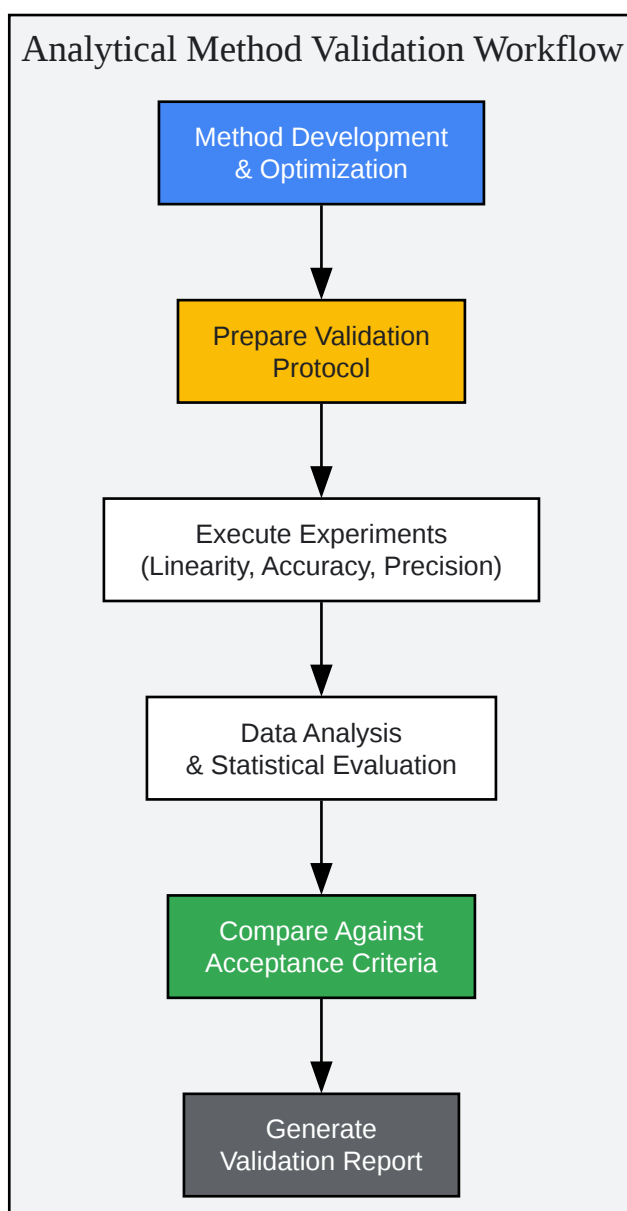 Analytical Method Validation Workflow
Method Development
& Optimization
Prepare Validation
Protocol
Execute Experiments
(Linearity, Accuracy, Precision)
Data Analysis
& Statistical Evaluation
Compare Against
Acceptance Criteria
Generate
Validation Report